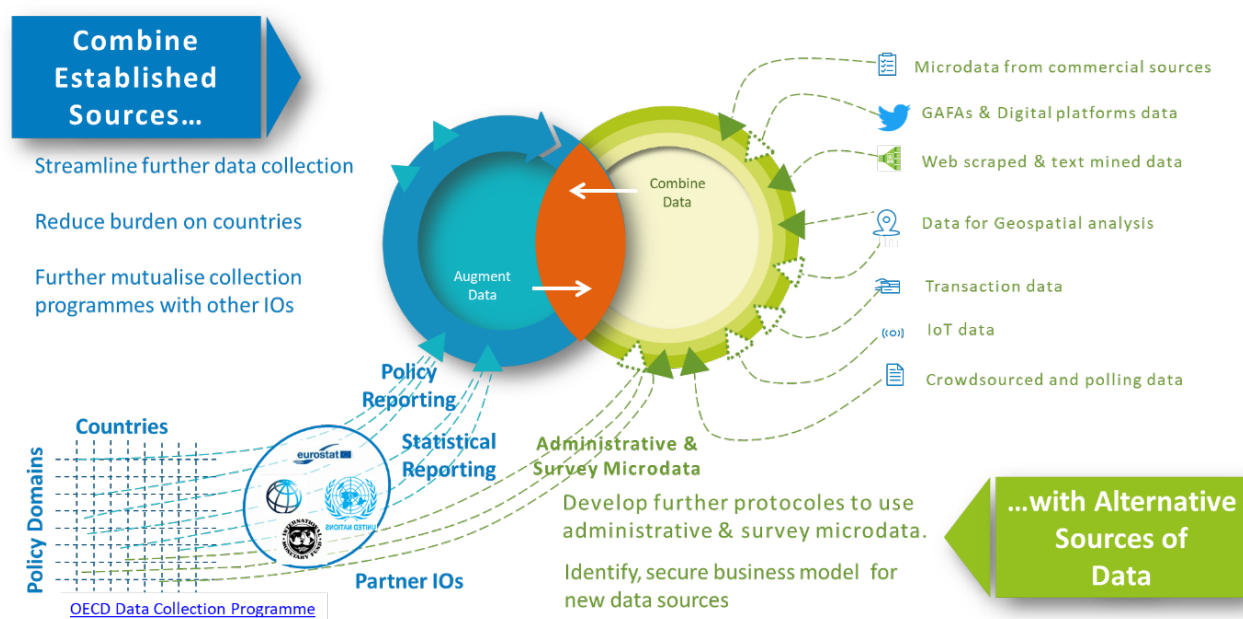 Combine
Established
Sources…
Streamline further data collection
Reduce burden on countries
Further mutualise collection
programmes with other IOs
Augment
Data
Combine
Data
Microdata from commercial sources
GAFAs & Digital platforms data
Web scraped & text mined data
Data for Geospatial analysis
Transaction data
IoT data
Crowdsourced and polling data
Policy
Reporting
Statistical
Reporting
Countries
Policy Domains
eurostat
UNITED NATIONS
INTERNATIONAL
MONETARY FUND
Partner IOs
OECD Data Collection Programme
Administrative &
Survey Microdata
Develop further protocoles to use
administrative & survey microdata.
Identify, secure business model for
new data sources
…with Alternative
Sources of
Data